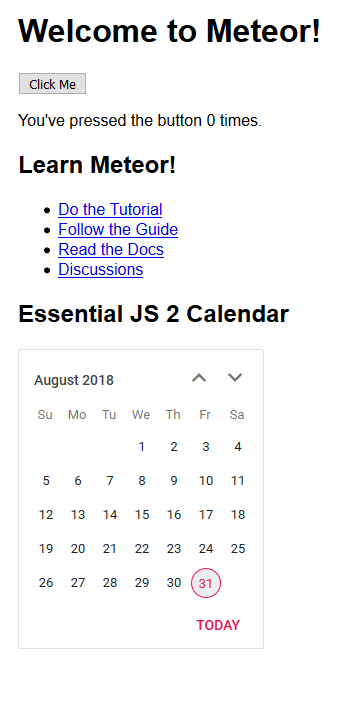 Welcome to Meteor!
Click Me
You've pressed the button 0 times.
Learn Meteor!
Do the Tutorial
Follow the Guide
Read the Docs
Discussions
Essential JS 2 Calendar
August 2018
Su Mo Tu We Th Fr Sa
1 2 3 4
5 6 7 8 9 10 11
12 13 14 15 16 17 18
19 20 21 22 23 24 25
26 27 28 29 30 31
TODAY